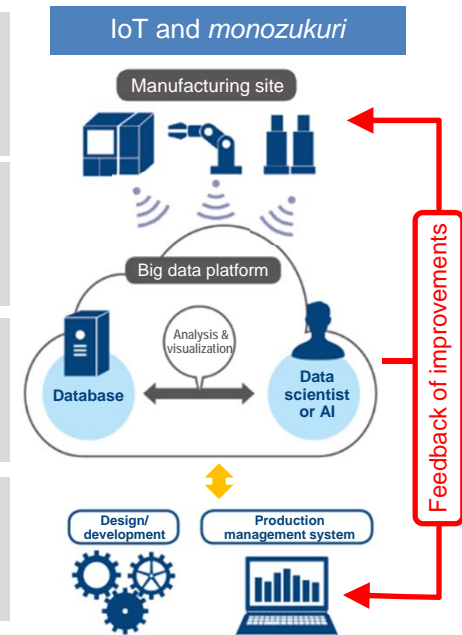 IoT and monozukuri
Manufacturing site
Big data platform
Analysis &
visualization
Database
Data
scientist
or AI
Feedback of improvements
Design/
development
Production
management system